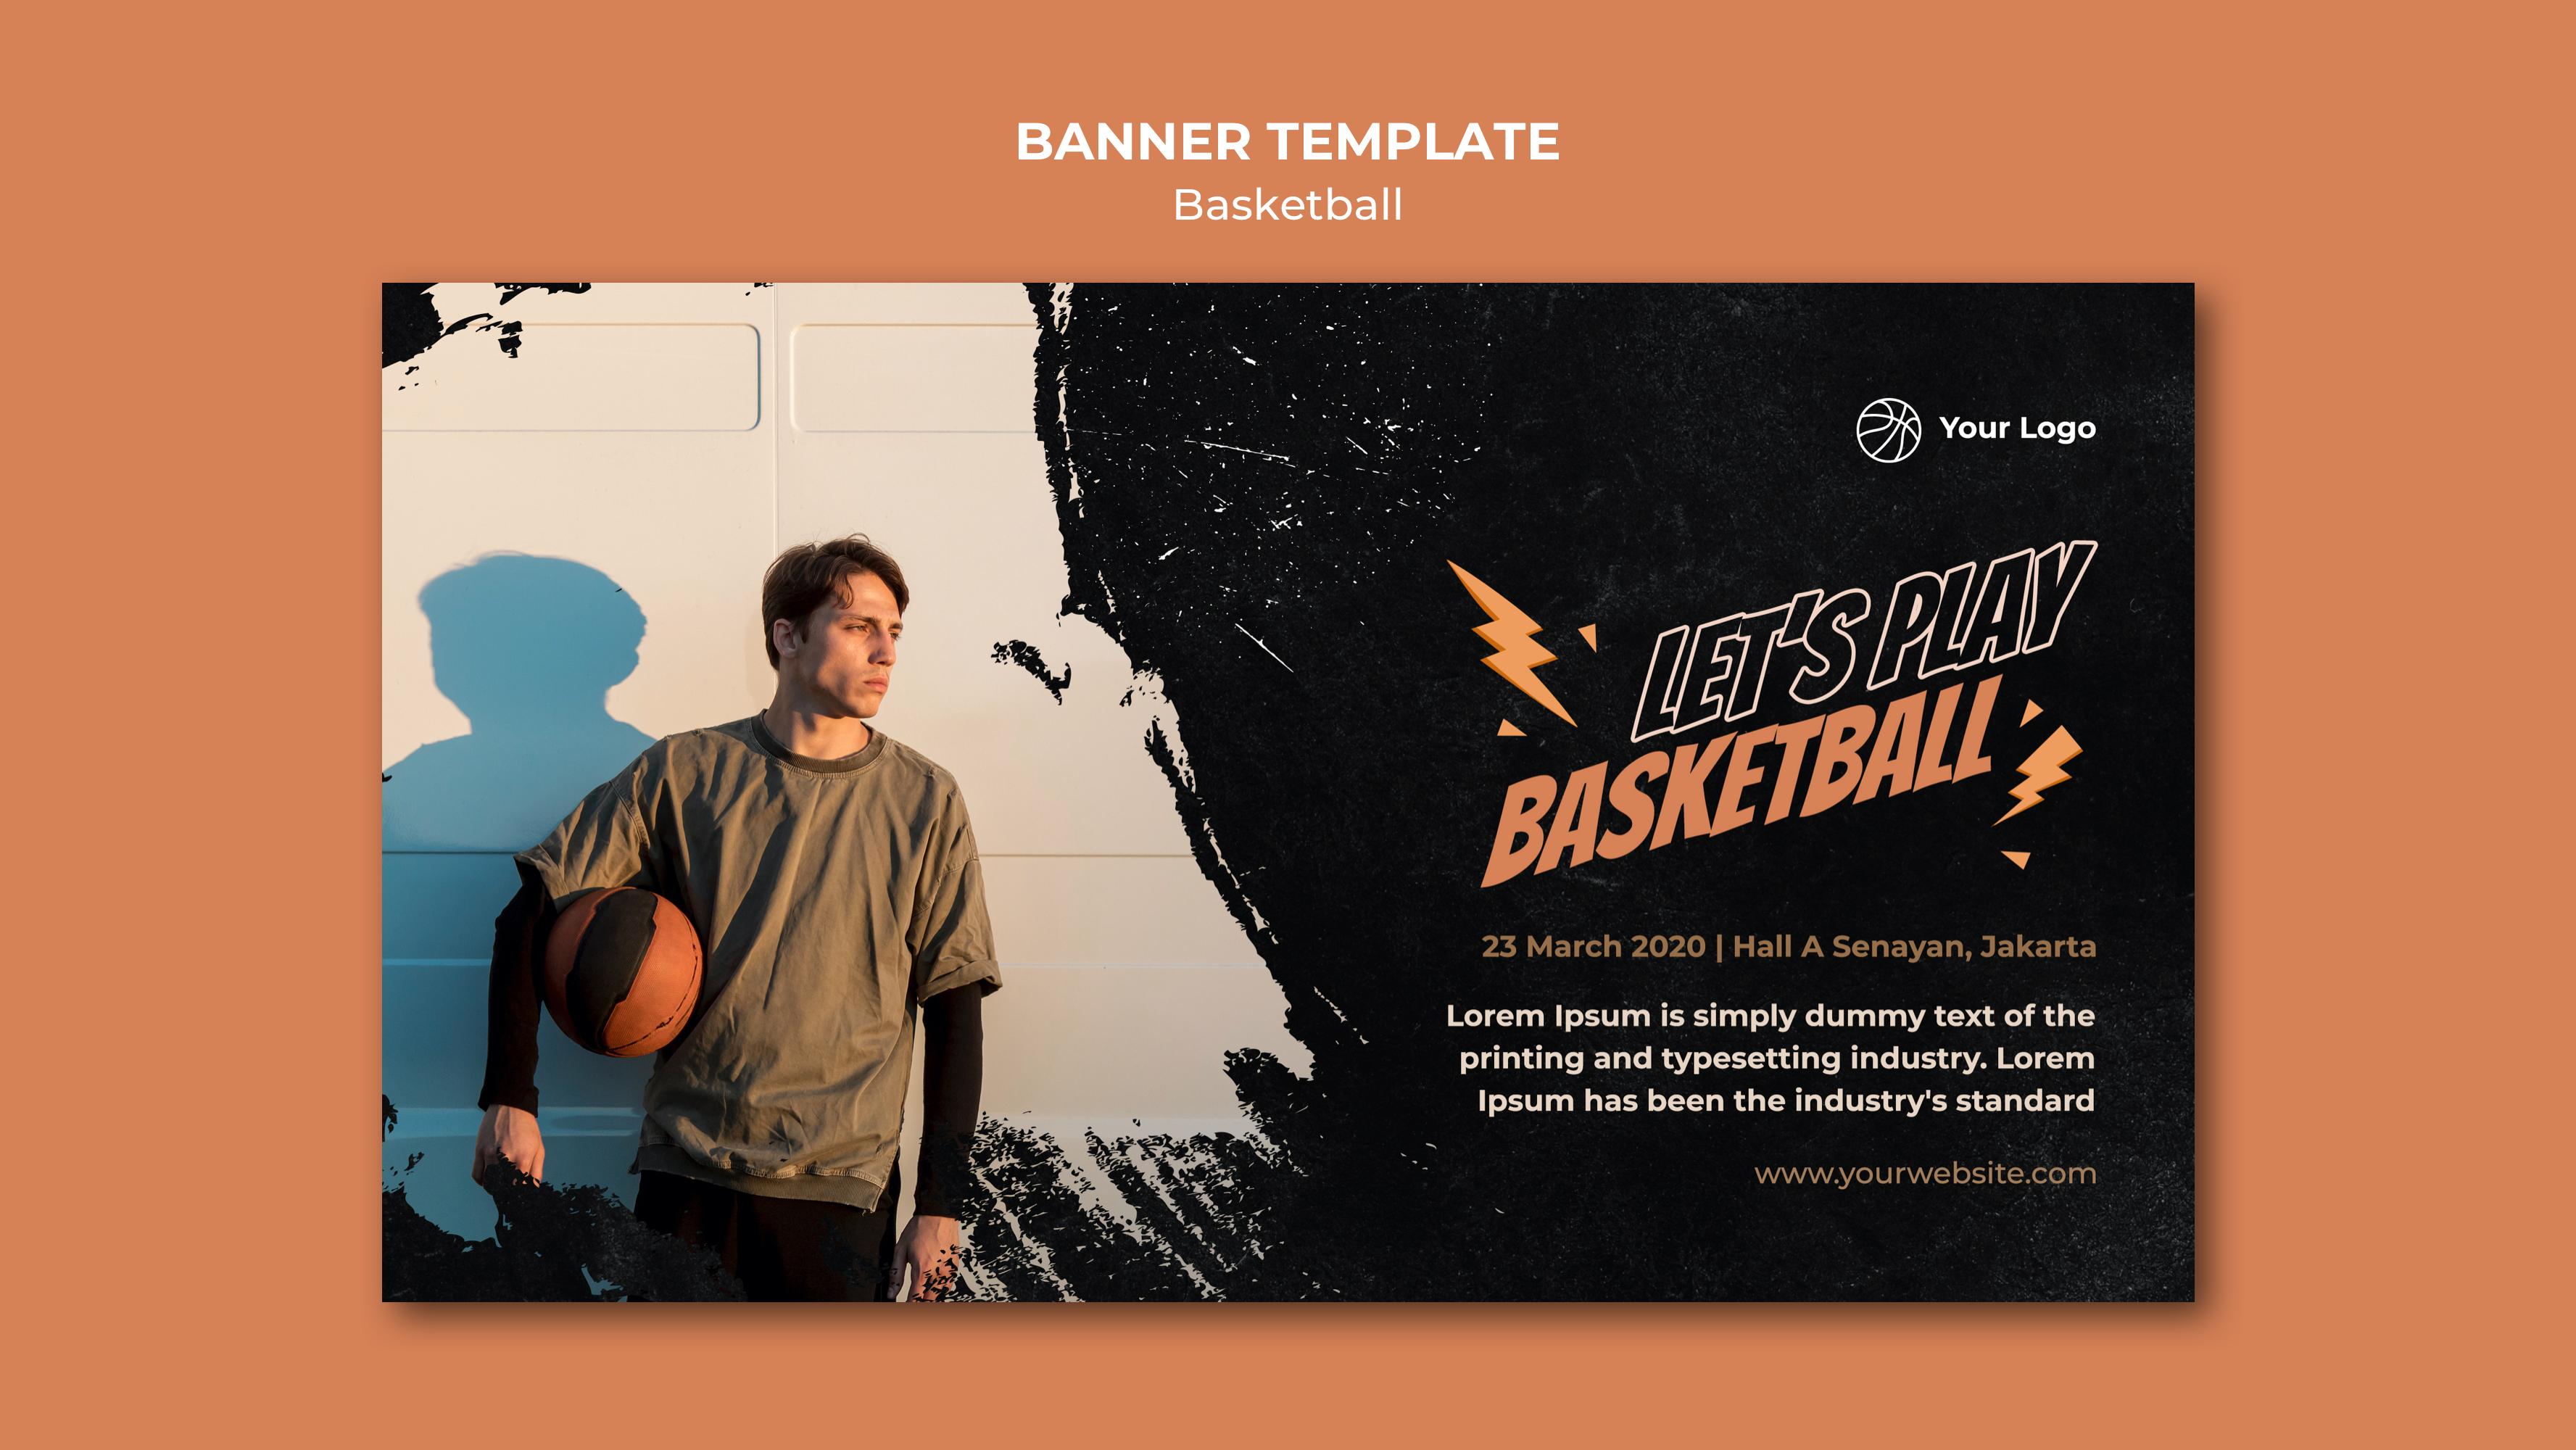 BANNER TEMPLATE
Basketball
Your Logo
LET'S PLAY
BASKETBALL
23 March 2020 | Hall A Senayan, Jakarta
Lorem Ipsum is simply dummy text of the
printing and typesetting industry. Lorem
Ipsum has been the industry's standard
www.yourwebsite.com